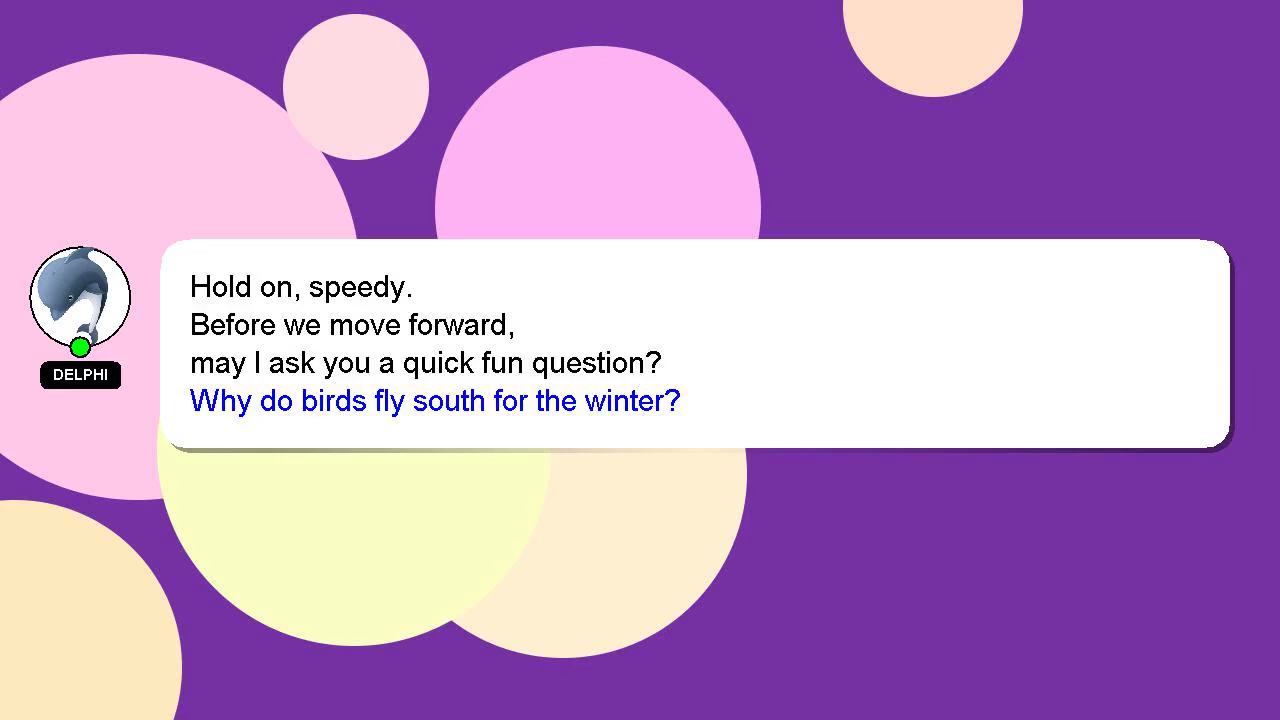 Hold on, speedy.
Before we move forward,
may I ask you a quick fun question?
Why do birds fly south for the winter?
DELPHI